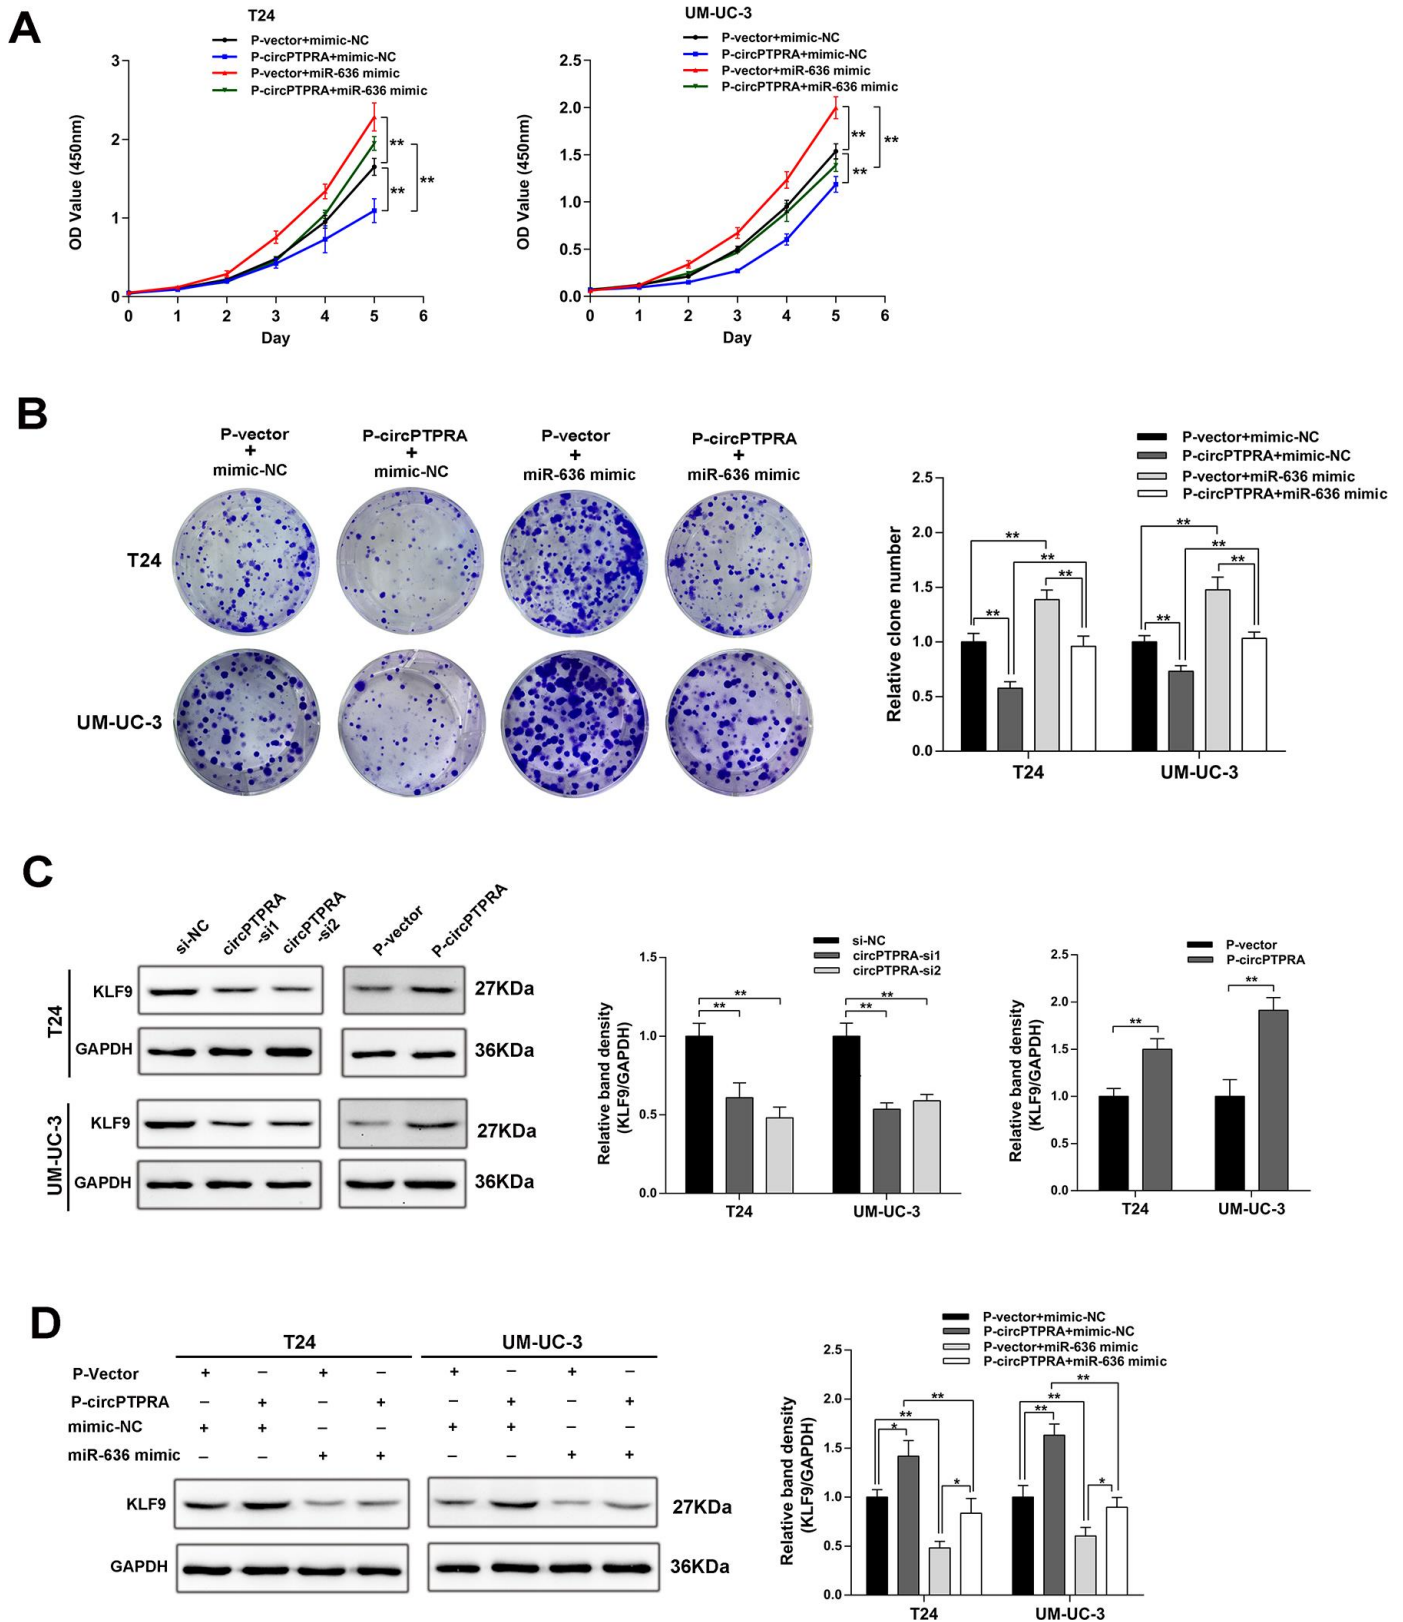 A
T24
P-vector+mimic-NC
P-circPTPRA+mimic-NC
P-vector+miR-636 mimic
P-circPTPRA+miR-636 mimic
OD Value (450nm)
3
2
1
0
0 1 2 3 4 5 6
Day
**
**
**
UM-UC-3
P-vector+mimic-NC
P-circPTPRA+mimic-NC
P-vector+miR-636 mimic
P-circPTPRA+miR-636 mimic
OD Value (450nm)
2.5
2.0
1.5
1.0
0.5
0.0
0 1 2 3 4 5 6
Day
**
**
**
B
P-vector
+
mimic-NC
P-circPTPRA
+
mimic-NC
P-vector
+
miR-636 mimic
P-circPTPRA
+
miR-636 mimic
T24
UM-UC-3
P-vector+mimic-NC
P-circPTPRA+mimic-NC
P-vector+miR-636 mimic
P-circPTPRA+miR-636 mimic
Relative clone number
2.5
2.0
1.5
1.0
0.5
0.0
** ** ** **
** ** ** **
T24 UM-UC-3
C
si-NC
circPTPRA
-si1
circPTPRA
-si2
P-vector
P-circPTPRA
T24
KLF9 27KDa
GAPDH 36KDa
UM-UC-3
KLF9 27KDa
GAPDH 36KDa
si-NC
circPTPRA-si1
circPTPRA-si2
Relative band density
(KLF9/GAPDH)
1.5
1.0
0.5
0.0
** **
** **
T24 UM-UC-3
P-vector
P-circPTPRA
Relative band density
(KLF9/GAPDH)
2.5
2.0
1.5
1.0
0.5
0.0
** **
T24 UM-UC-3
D
T24 UM-UC-3
P-Vector + − + − + − + −
P-circPTPRA − + − + − + − +
mimic-NC + + − − + + − −
miR-636 mimic − − + + − − + +
KLF9 27KDa
GAPDH 36KDa
P-vector+mimic-NC
P-circPTPRA+mimic-NC
P-vector+miR-636 mimic
P-circPTPRA+miR-636 mimic
Relative band density
(KLF9/GAPDH)
2.5
2.0
1.5
1.0
0.5
0.0
** ** * *
** ** ** *
T24 UM-UC-3